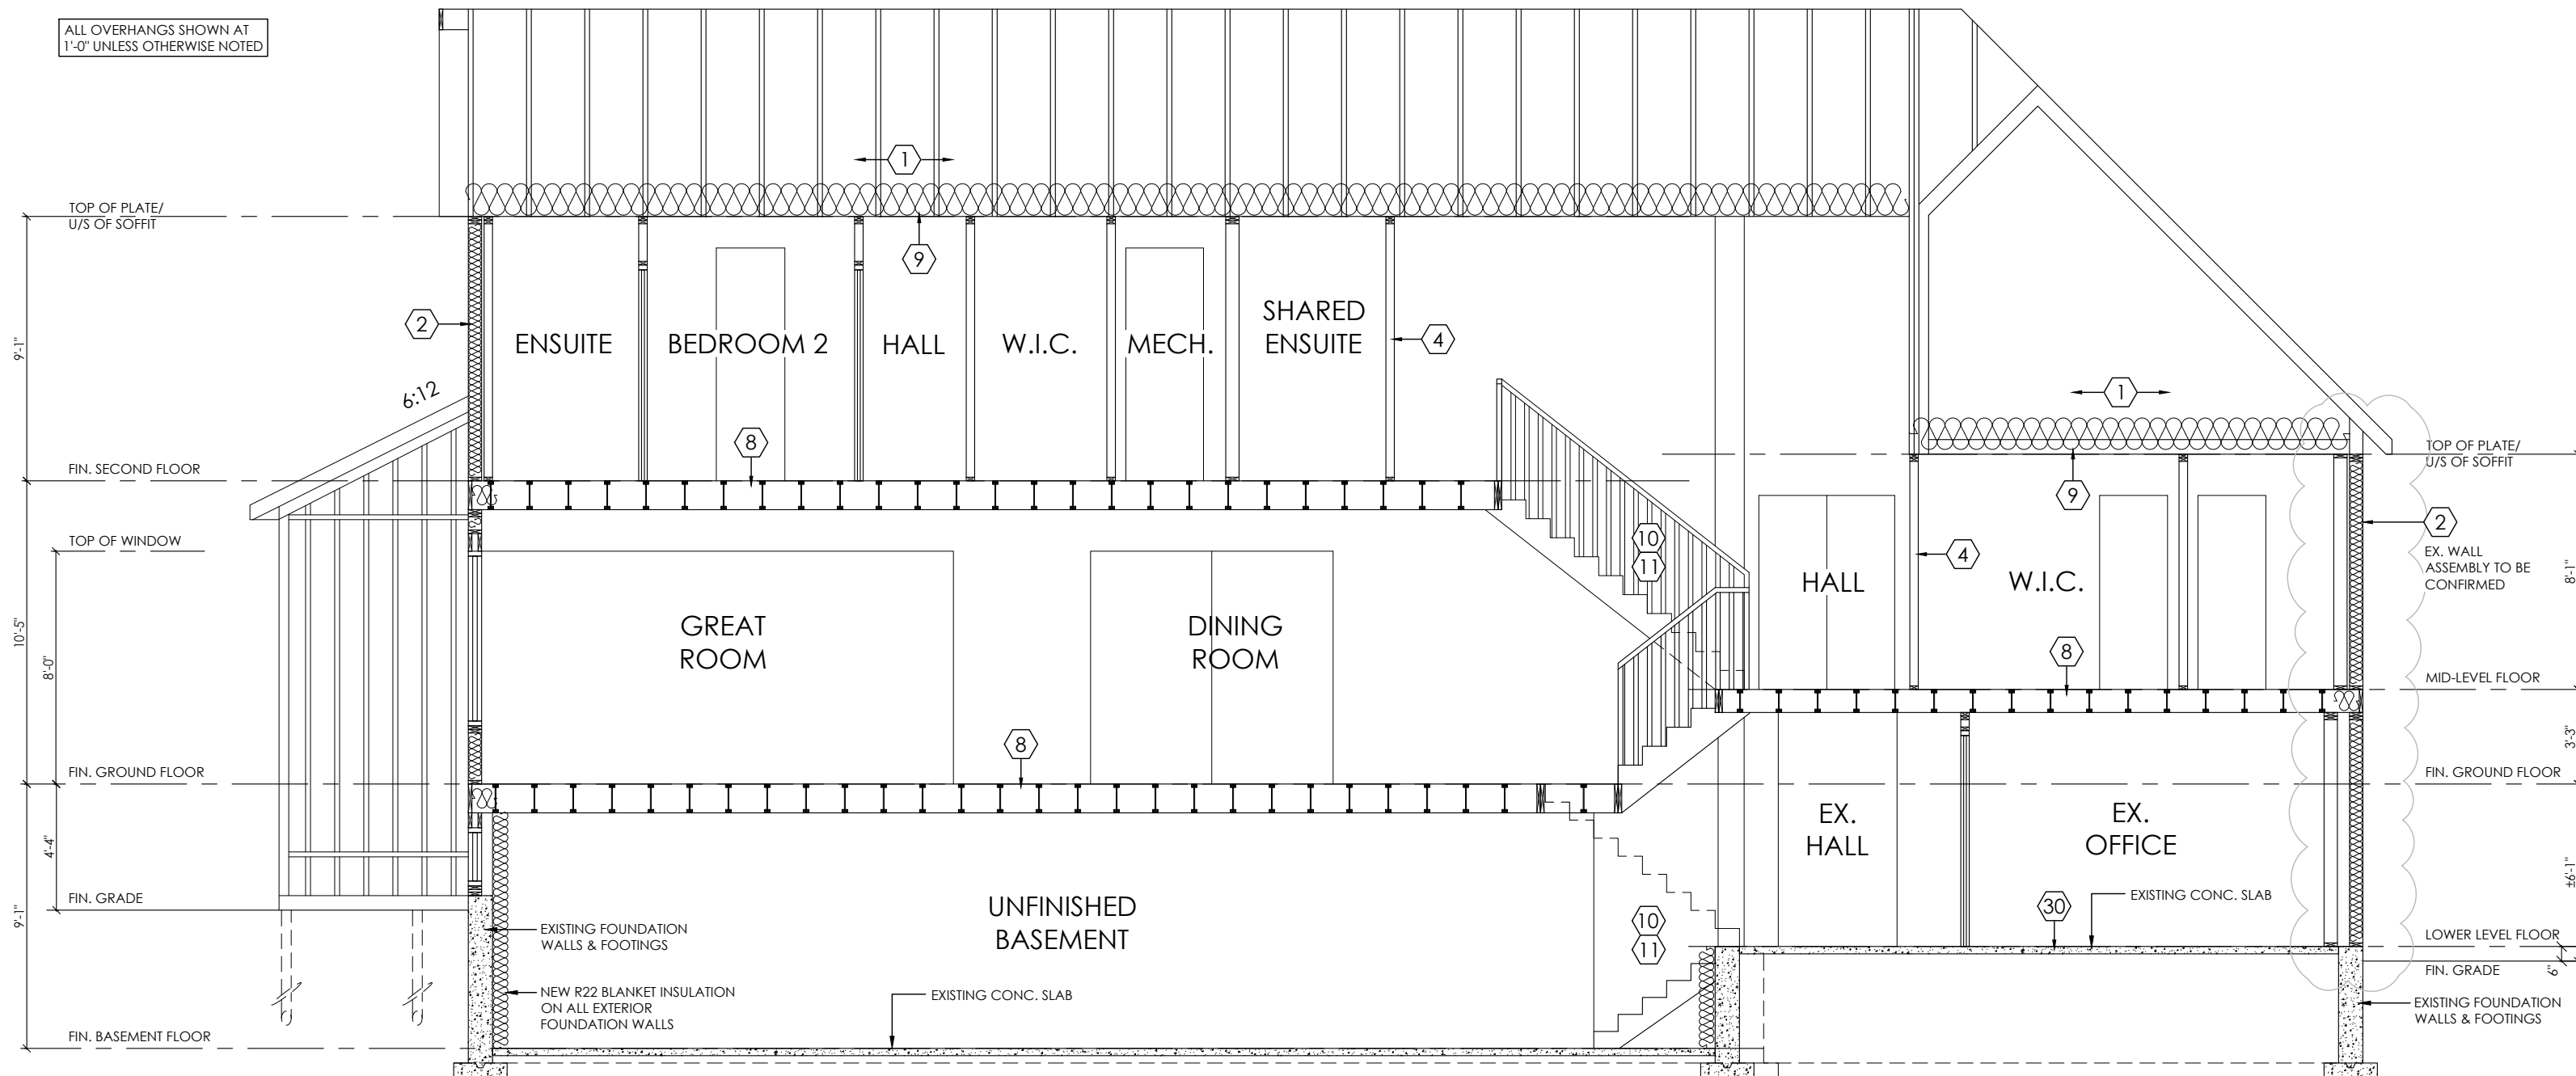 ALL OVERHANGS SHOWN AT
1'-0" UNLESS OTHERWISE NOTED
1
TOP OF PLATE/
U/S OF SOFFIT
9
2
9'-1"
ENSUITE
BEDROOM 2
HALL
W.I.C.
MECH.
SHARED
ENSUITE
4
6:12
1
8
FIN. SECOND FLOOR
TOP OF PLATE/
U/S OF SOFFIT
9
2
EX. WALL
ASSEMBLY TO BE
CONFIRMED
TOP OF WINDOW
10
11
4
HALL
W.I.C.
8'-1"
10'-5"
8'-0"
GREAT
ROOM
DINING
ROOM
8
MID-LEVEL FLOOR
8
3'-3"
FIN. GROUND FLOOR
FIN. GROUND FLOOR
EX.
HALL
EX.
OFFICE
4'-4"
±6'-1"
FIN. GRADE
UNFINISHED
BASEMENT
30
EXISTING CONC. SLAB
9'-1"
EXISTING FOUNDATION
WALLS & FOOTINGS
10
11
LOWER LEVEL FLOOR
FIN. GRADE
6"
NEW R22 BLANKET INSULATION
ON ALL EXTERIOR
FOUNDATION WALLS
EXISTING CONC. SLAB
EXISTING FOUNDATION
WALLS & FOOTINGS
FIN. BASEMENT FLOOR